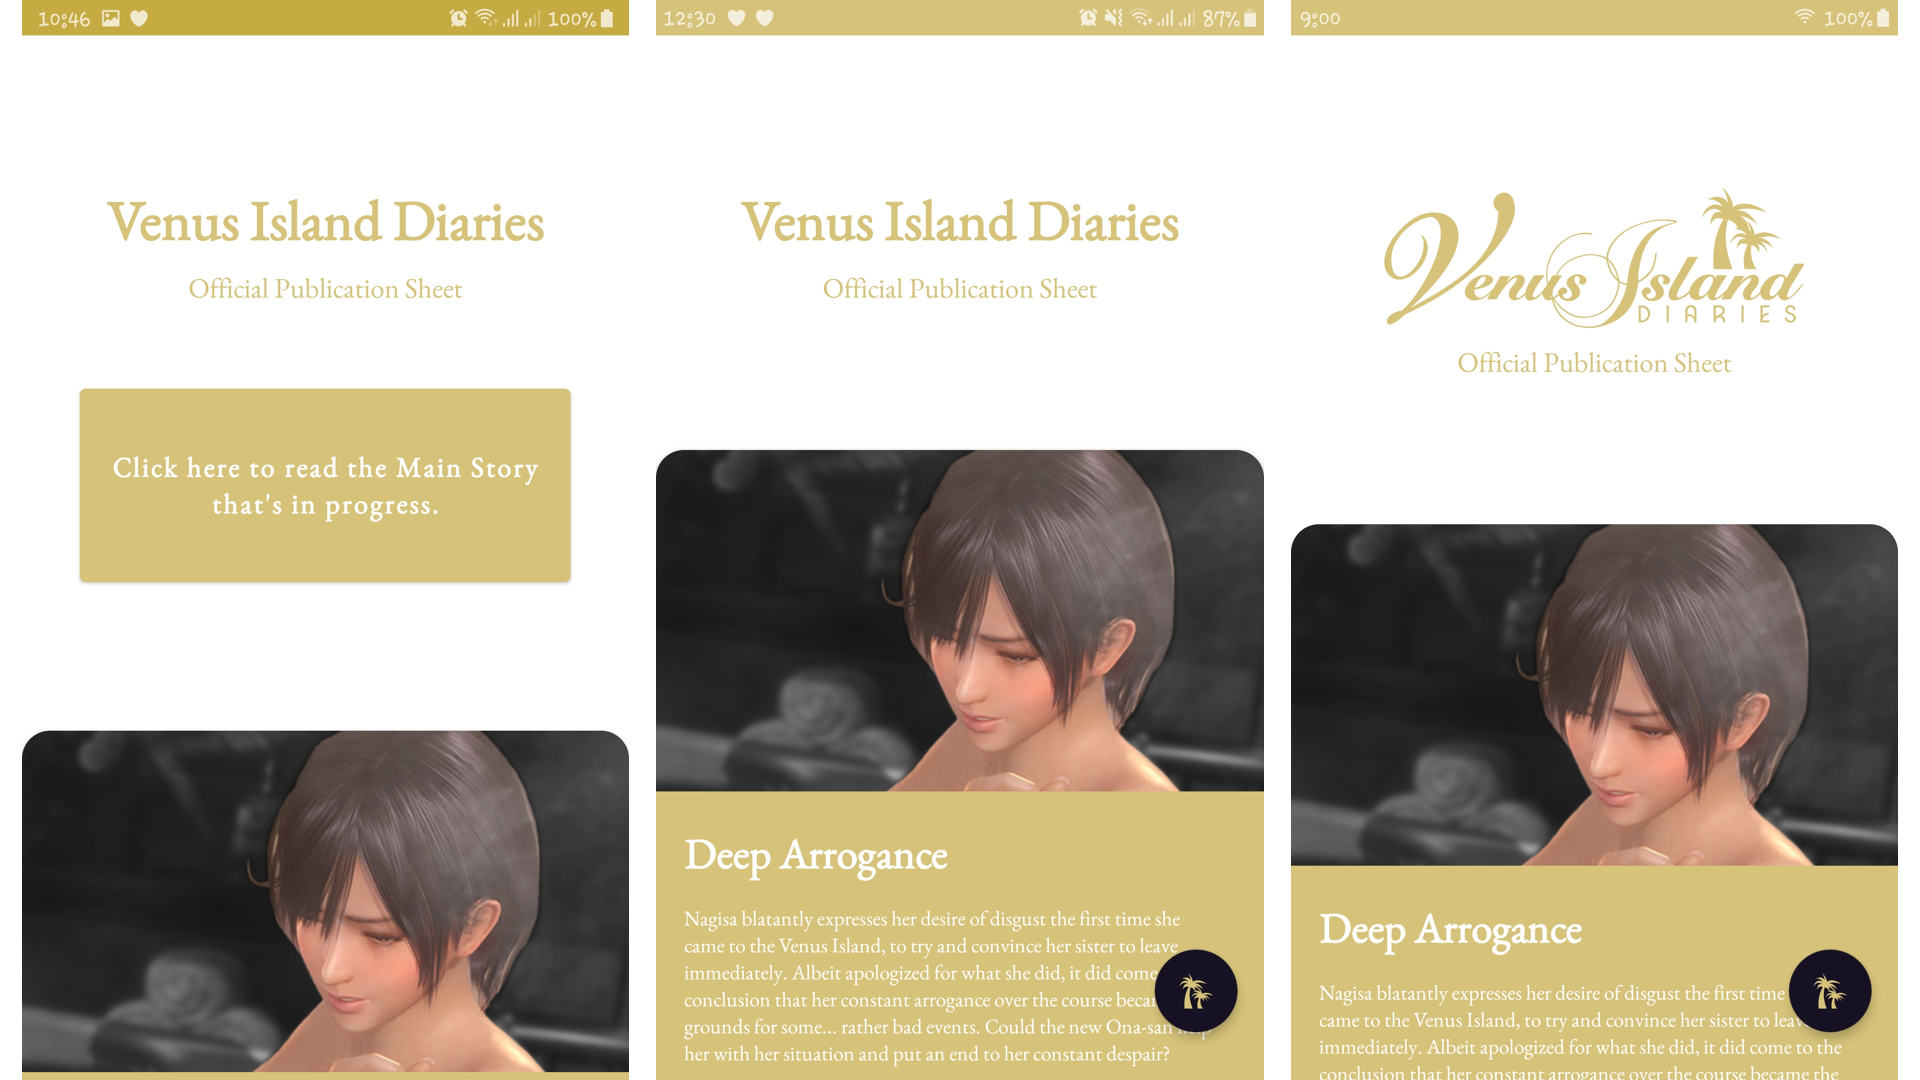 10:46
100%
Venus Island Diaries
Official Publication Sheet
Click here to read the Main Story
that's in progress.
12:30
87%
Venus Island Diaries
Official Publication Sheet
Deep Arrogance
Nagisa blatantly expresses her desire of disgust the first time she
came to the Venus Island, to try and convince her sister to leave
immediately. Albeit apologized for what she did, it did come
conclusion that her constant arrogance over the course
grounds for some... rather bad events. Could the new Ona-san
her with her situation and put an end to her constant despair?
9:00
100%
Venus Island
DIARIES
Official Publication Sheet
Deep Arrogance
Nagisa blatantly expresses her desire of disgust the first time
came to the Venus Island, to try and convince her sister to
immediately. Albeit apologized for what she did, it did come to the
conclusion that her constant arrogance over the course became the